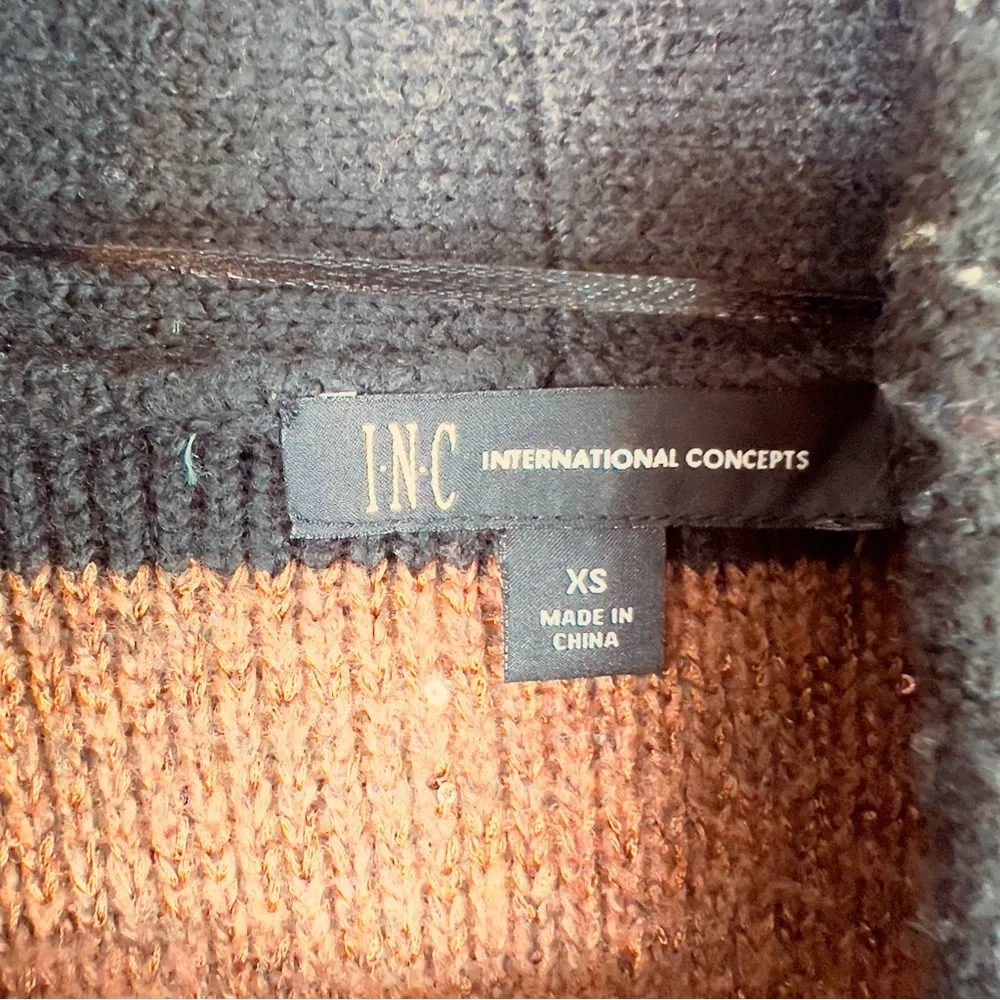 I·N·C INTERNATIONAL CONCEPTS
XS
MADE IN
CHINA